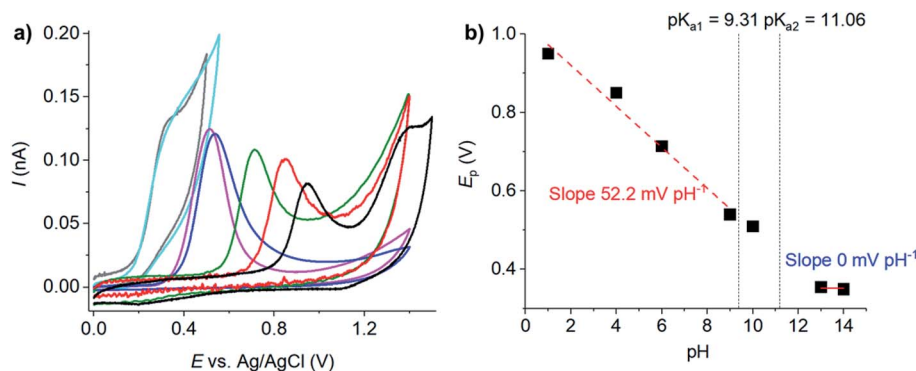 a)
0.20
0.15
0.10
0.05
0.00
I (nA)
0.0 0.4 0.8 1.2
E vs. Ag/AgCl (V)
b)
pKa1 = 9.31 pKa2 = 11.06
1.0
0.8
0.6
0.4
Ep (V)
Slope 52.2 mV pH⁻¹
Slope 0 mV pH⁻¹
0 2 4 6 8 10 12 14
pH